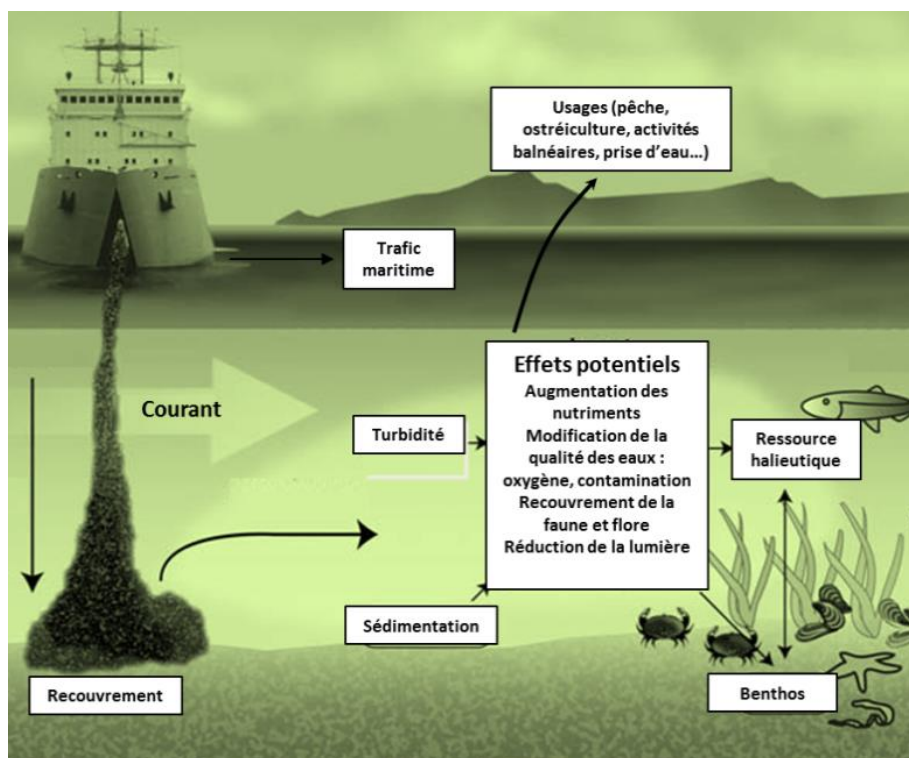 Usages (pêche,
ostréiculture, activités
balnéaires, prise d'eau...)
Trafic
maritime
Courant
Turbidité
Effets potentiels
Augmentation des
nutriments
Modification de la
qualité des eaux :
oxygène, contamination
Recouvrement de la
faune et flore
Réduction de la lumière
Ressource
halieutique
Sédimentation
Recouvrement
Benthos